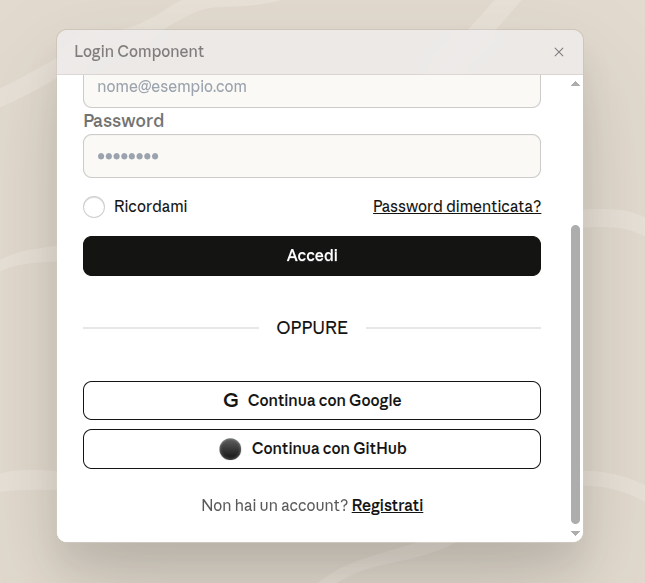 Login Component
nome@esempio.com
Password
••••••••
Ricordami
Password dimenticata?
Accedi
OPPURE
G Continua con Google
Continua con GitHub
Non hai un account? Registrati